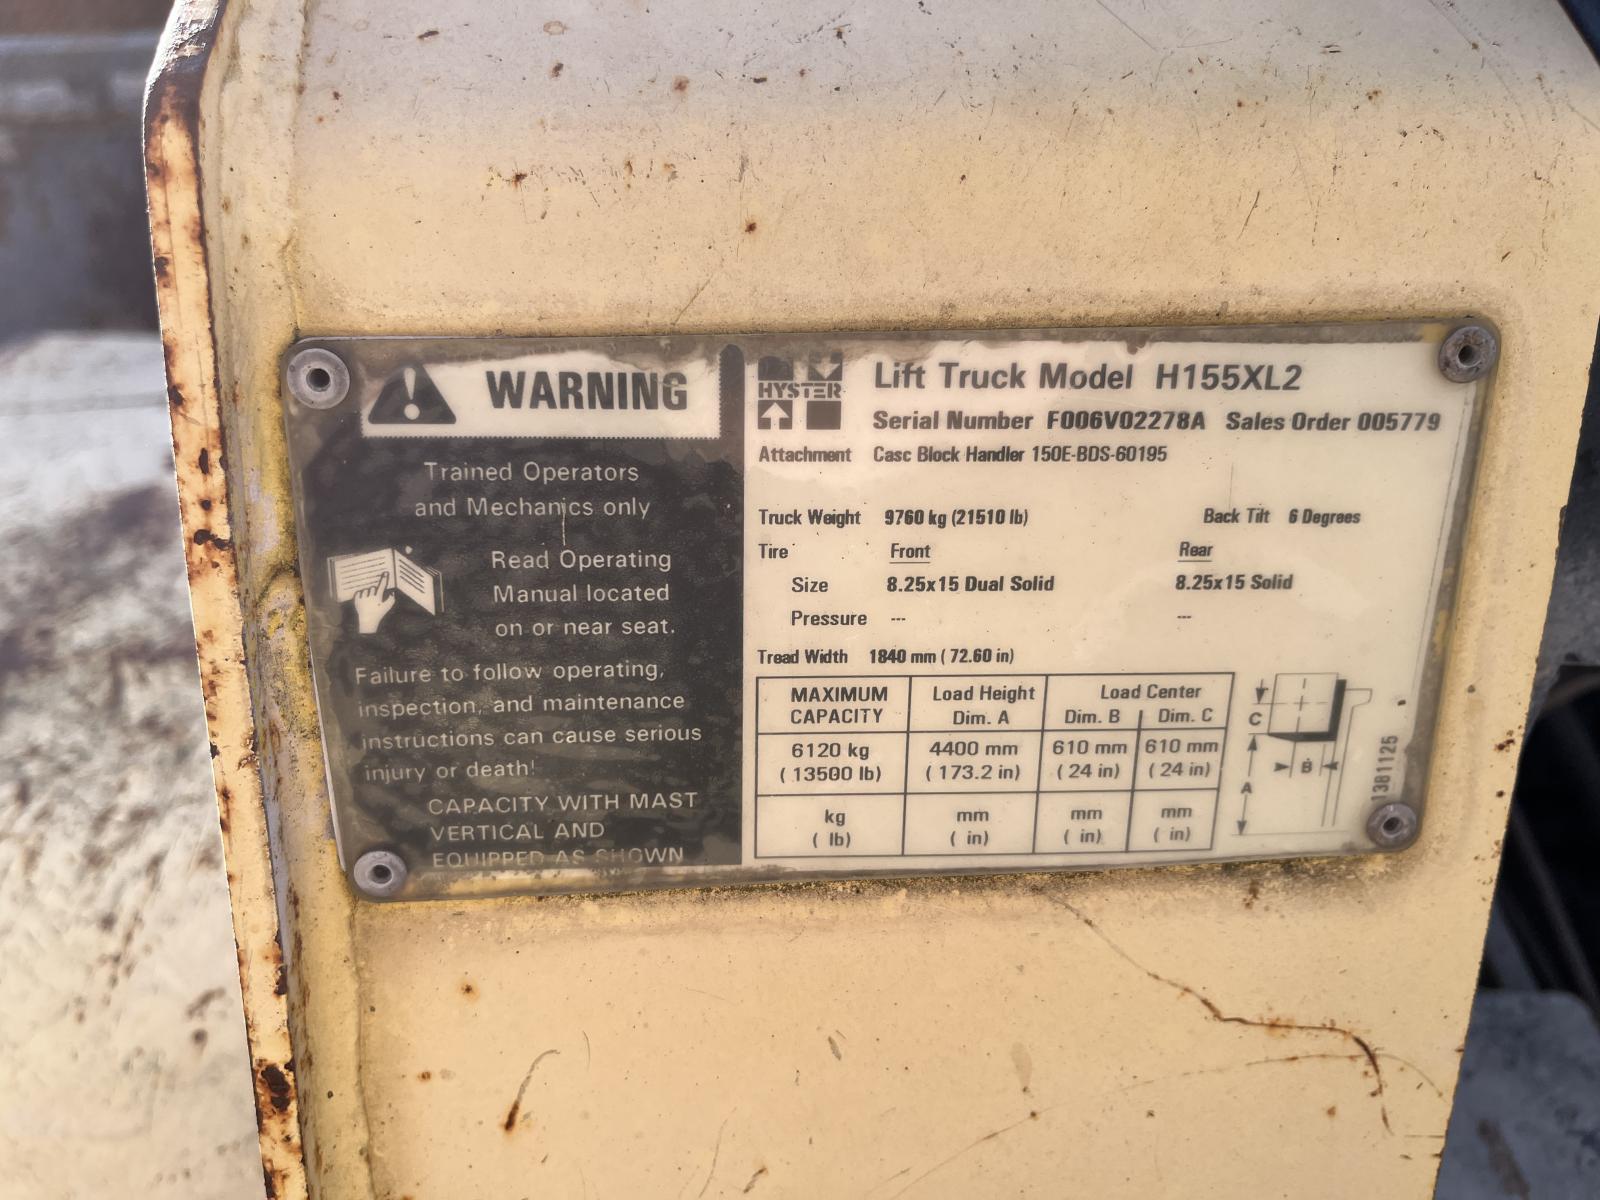 WARNING
Trained Operators
and Mechanics only
Read Operating
Manual located
on or near seat.
Failure to follow operating,
inspection, and maintenance
instructions can cause serious
injury or death!
CAPACITY WITH MAST
VERTICAL AND
EQUIPPED AS SHOWN
HYSTER
Lift Truck Model H155XL2
Serial Number F006V02278A Sales Order 005779
Attachment Casc Block Handler 150E-BDS-60195
Truck Weight 9760 kg (21510 lb) Back Tilt 6 Degrees
Tire Front Rear
Size 8.25x15 Dual Solid 8.25x15 Solid
Pressure --- ---
Tread Width 1840 mm ( 72.60 in)
MAXIMUM Load Height Load Center
CAPACITY Dim. A Dim. B Dim. C
6120 kg 4400 mm 610 mm 610 mm
( 13500 lb) ( 173.2 in) ( 24 in) ( 24 in)
kg mm mm mm
( lb) ( in) ( in) ( in)
C
B
A
1381125